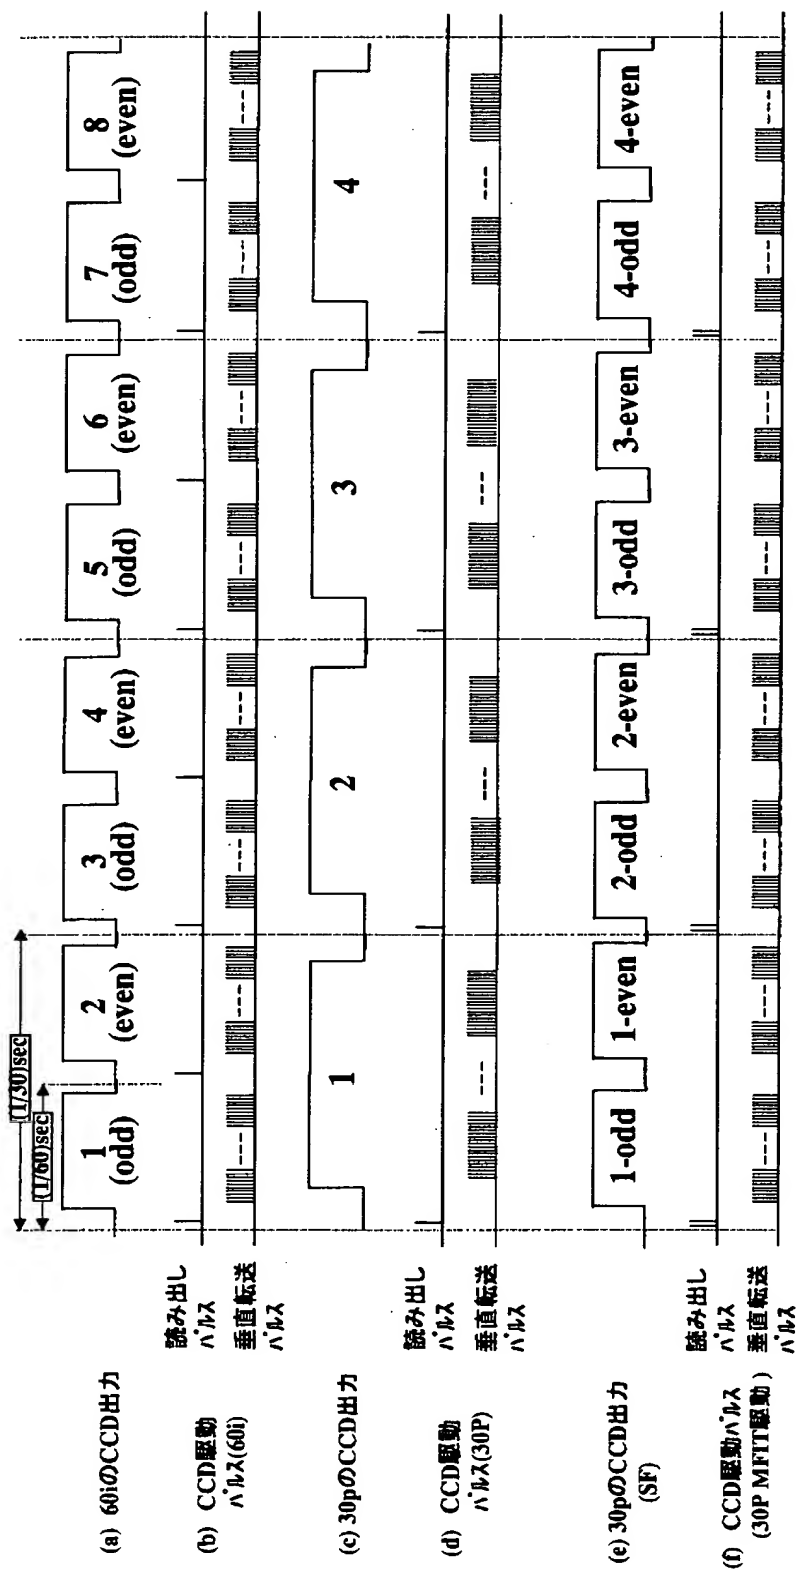 (1/30)sec
(1/60)sec
(a) 60iのCCD出力
1
(odd)
2
(even)
3
(odd)
4
(even)
5
(odd)
6
(even)
7
(odd)
8
(even)
(b) CCD駆動
パルス(60i)
読み出し
パルス
垂直転送
パルス
(c) 30pのCCD出力
1
2
3
4
(d) CCD駆動
パルス(30P)
読み出し
パルス
垂直転送
パルス
(e) 30pのCCD出力
(SF)
1-odd
1-even
2-odd
2-even
3-odd
3-even
4-odd
4-even
(f) CCD駆動パルス
(30P MFIT駆動)
読み出し
パルス
垂直転送
パルス